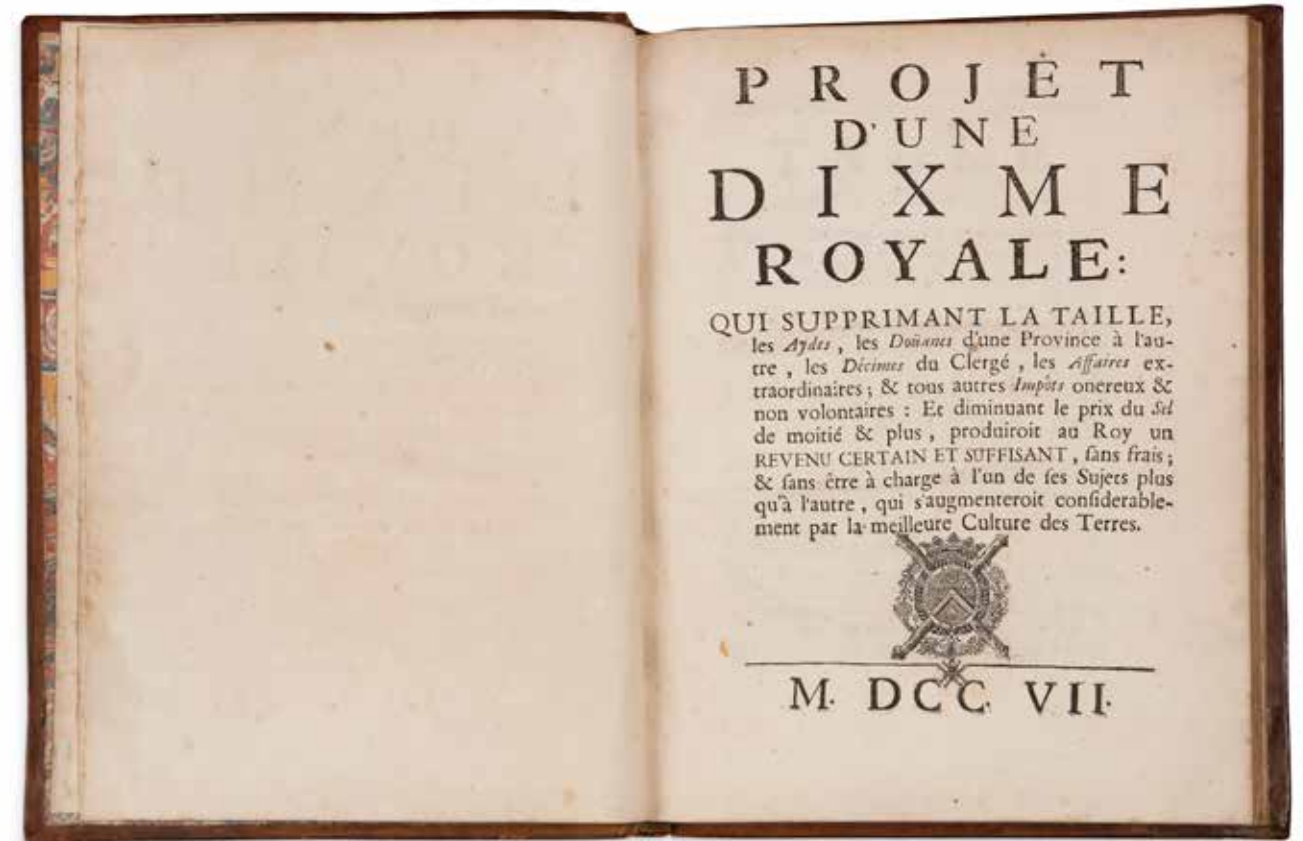 PROJET
D'UNE
DIXME
ROYALE:
QUI SUPPRIMANT LA TAILLE,
les Aydes, les Doüanes d'une Province à l'au-
tre, les Décimes du Clergé, les Affaires ex-
traordinaires; & tous autres Impôts onereux &
non volontaires : Et diminuant le prix du Sel
de moitié & plus, produiroit au Roy un
REVENU CERTAIN ET SUFFISANT, ſans frais;
& ſans être à charge à l'un de ſes Sujets plus
qu'à l'autre, qui s'augmenteroit conſiderable-
ment par la meilleure Culture des Terres.
M. DCC. VII.